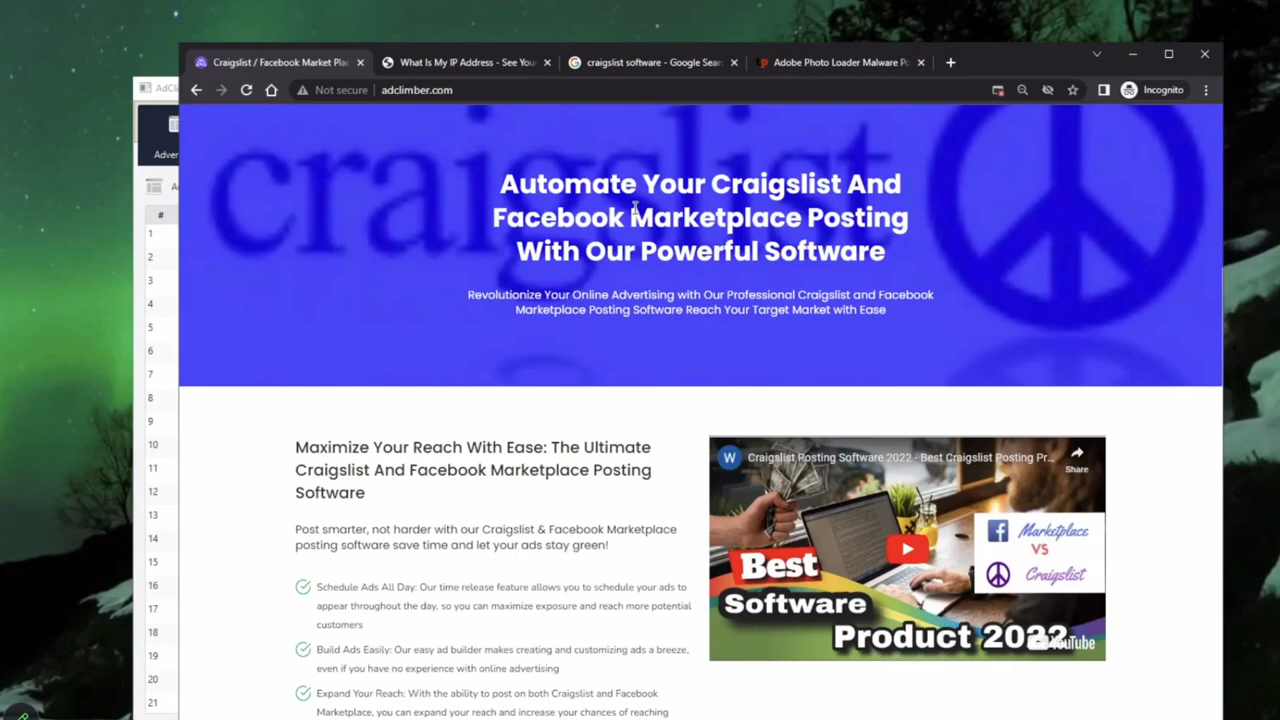 Craigslist / Facebook Market Plac
What Is My IP Address - See You
craigslist software - Google Sear
Adobe Photo Loader Malware Po
AdCl
Not secure
adclimber.com
Incognito
Adver
A
#
1
2
3
4
5
6
7
8
9
10
11
12
13
14
15
16
17
18
19
20
21
craigslist
Automate Your Craigslist And
Facebook Marketplace Posting
With Our Powerful Software
Revolutionize Your Online Advertising with Our Professional Craigslist and Facebook
Marketplace Posting Software Reach Your Target Market with Ease
Maximize Your Reach With Ease: The Ultimate
Craigslist And Facebook Marketplace Posting
Software
Post smarter, not harder with our Craigslist & Facebook Marketplace
posting software save time and let your ads stay green!
Schedule Ads All Day: Our time release feature allows you to schedule your ads to
appear throughout the day, so you can maximize exposure and reach more potential
customers
Build Ads Easily: Our easy ad builder makes creating and customizing ads a breeze,
even if you have no experience with online advertising
Expand Your Reach: With the ability to post on both Craigslist and Facebook
Marketplace, you can expand your reach and increase your chances of reaching
W
Craigslist Posting Software 2022 - Best Craigslist Posting Pr...
Share
Marketplace
VS
Craigslist
Best
Software
Product 2022
YouTube